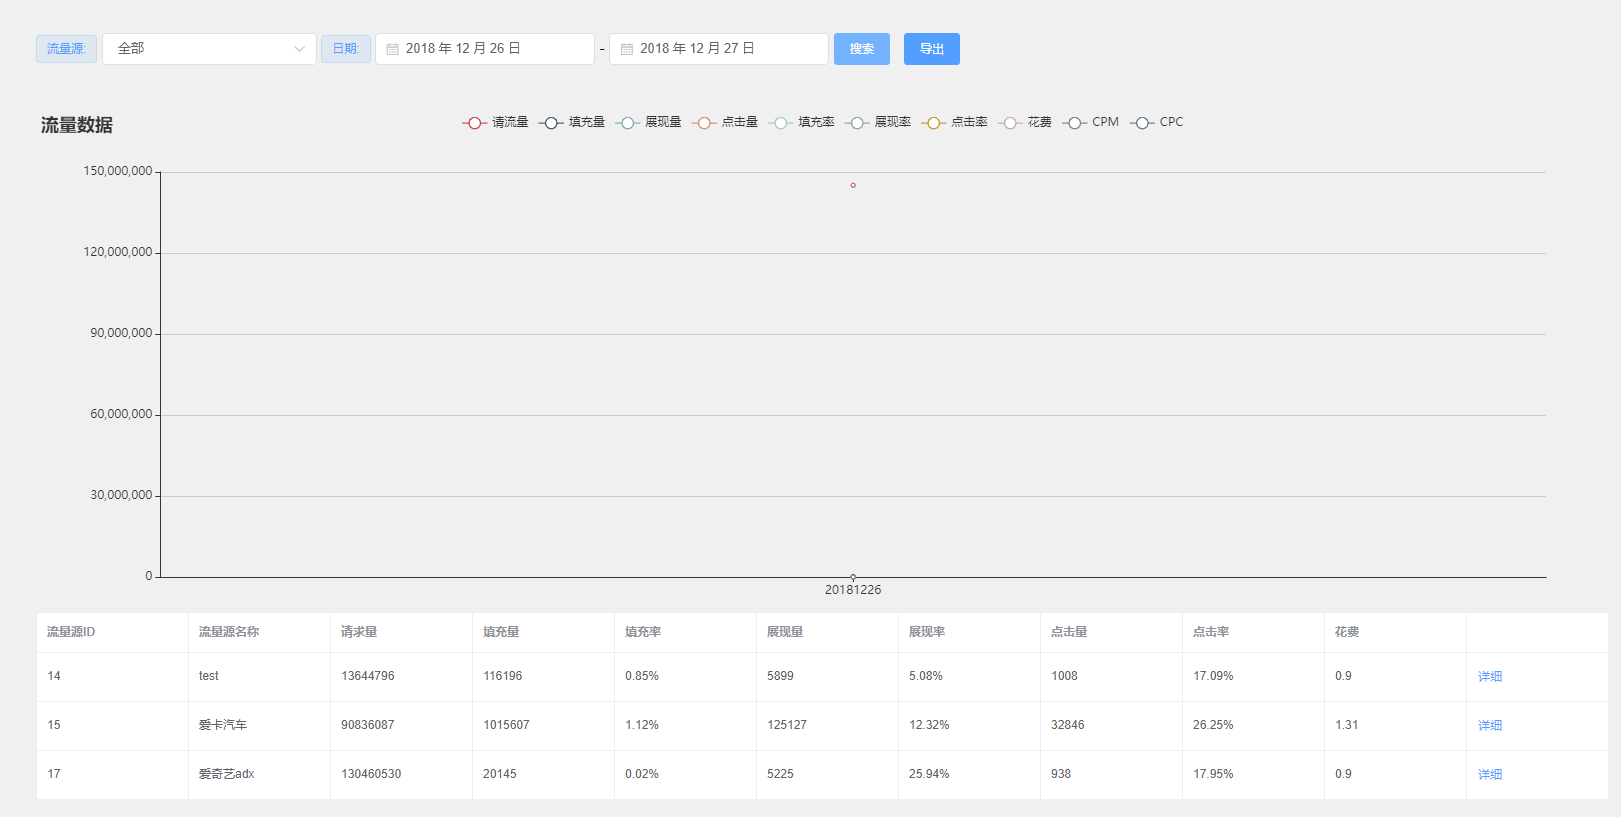 流量源: 全部 日期: 2018 年 12 月 26 日 - 2018 年 12 月 27 日 搜索 导出
流量数据 请流量 填充量 展现量 点击量 填充率 展现率 点击率 花费 CPM CPC
150,000,000
120,000,000
90,000,000
60,000,000
30,000,000
0
20181226
流量源ID 流量源名称 请求量 填充量 填充率 展现量 展现率 点击量 点击率 花费
14 test 13644796 116196 0.85% 5899 5.08% 1008 17.09% 0.9 详细
15 爱卡汽车 90836087 1015607 1.12% 125127 12.32% 32846 26.25% 1.31 详细
17 爱奇艺adx 130460530 20145 0.02% 5225 25.94% 938 17.95% 0.9 详细